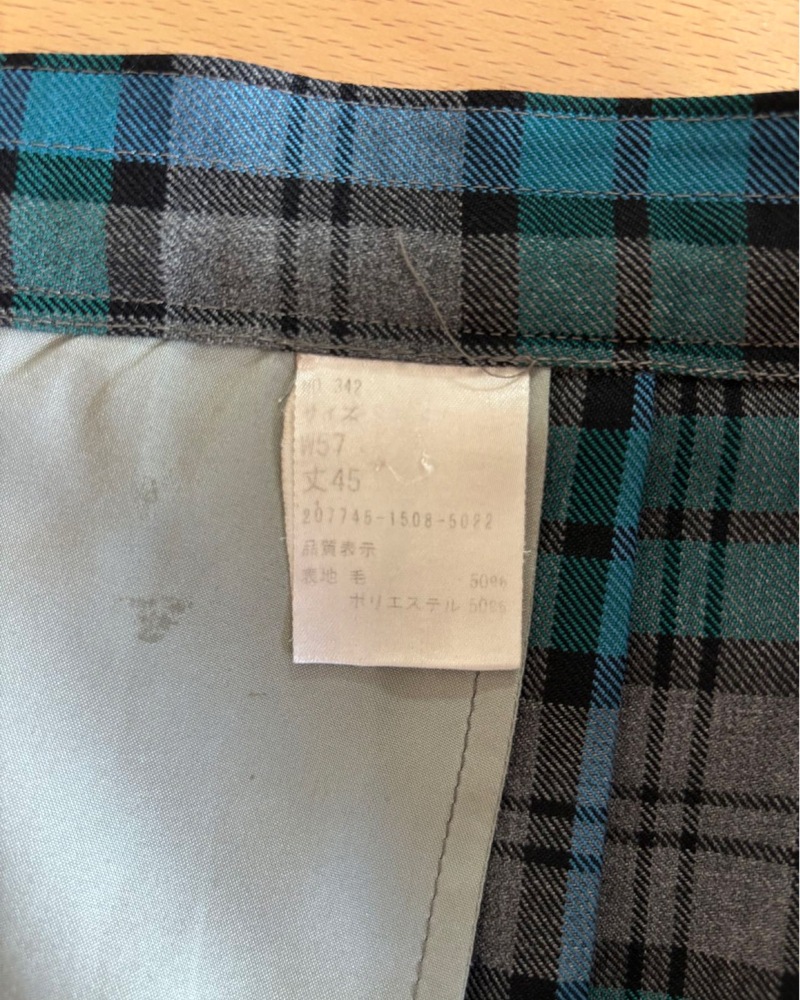 NO 342
サイズ
W57
丈45
207746-1508-5022
品質表示
表地 毛 50%
ポリエステル 50%